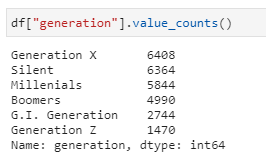 df["generation"].value_counts()
Generation X 6408
Silent 6364
Millenials 5844
Boomers 4990
G.I. Generation 2744
Generation Z 1470
Name: generation, dtype: int64